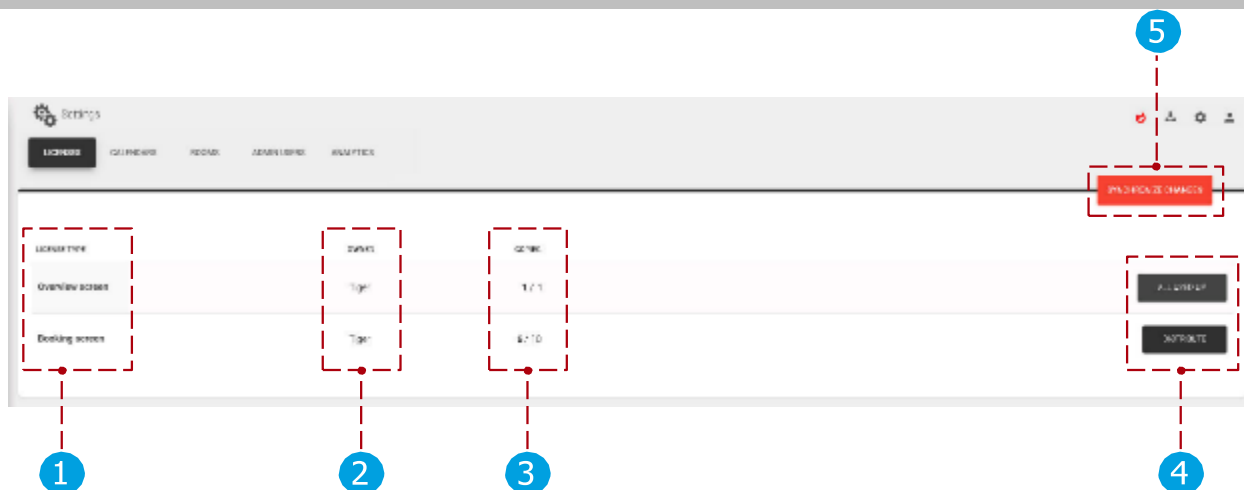 5
Settings
LICENSES CALENDARS ROOMS ADMIN USERS ANALYTICS
SYNCHRONIZE CHANGES
LICENSE TYPE OWNER
Overview screen Tiger 1 / 1
Booking screen Tiger / 10 DISTRIBUTE
1 2 3 4